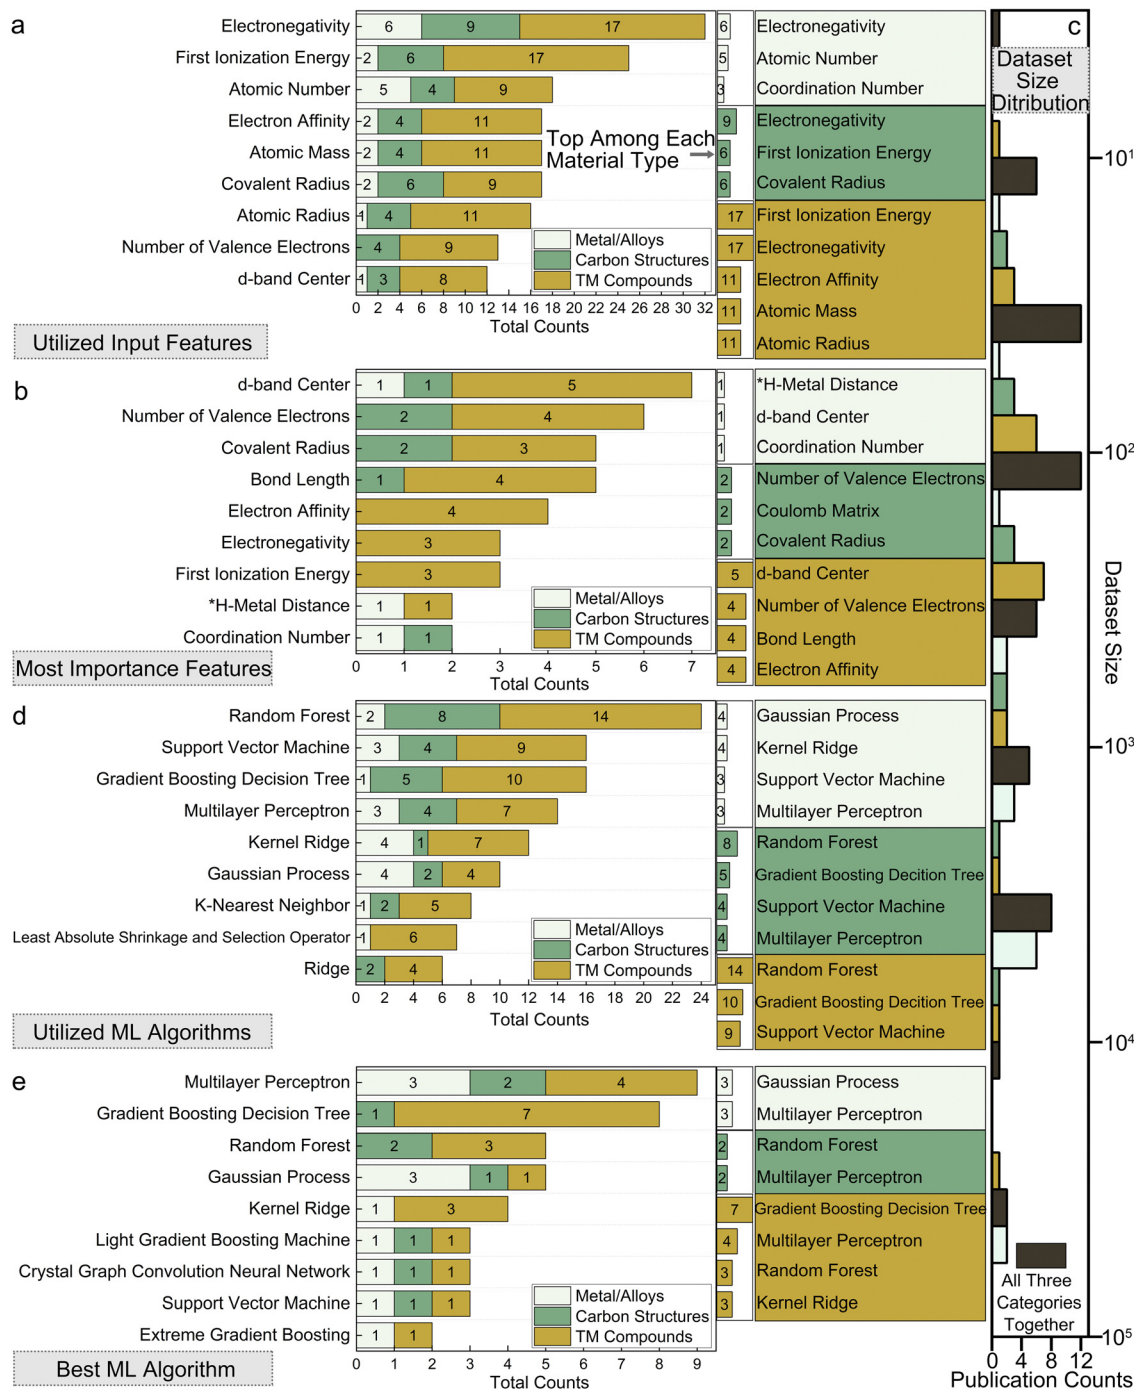 a
Electronegativity 6 9 17
First Ionization Energy 2 6 17
Atomic Number 5 4 9
Electron Affinity 2 4 11
Atomic Mass 2 4 11
Covalent Radius 2 6 9
Atomic Radius 1 4 11
Number of Valence Electrons 4 9
d-band Center 1 3 8
Top Among Each
Material Type
Metal/Alloys
Carbon Structures
TM Compounds
0 2 4 6 8 10 12 14 16 18 20 22 24 26 28 30 32
Total Counts
Utilized Input Features
6 Electronegativity
5 Atomic Number
3 Coordination Number
9 Electronegativity
6 First Ionization Energy
6 Covalent Radius
17 First Ionization Energy
17 Electronegativity
11 Electron Affinity
11 Atomic Mass
11 Atomic Radius
b
d-band Center 1 1 5
Number of Valence Electrons 2 4
Covalent Radius 2 3
Bond Length 1 4
Electron Affinity 4
Electronegativity 3
First Ionization Energy 3
*H-Metal Distance 1 1
Coordination Number 1 1
Metal/Alloys
Carbon Structures
TM Compounds
0 1 2 3 4 5 6 7
Total Counts
Most Importance Features
1 *H-Metal Distance
1 d-band Center
1 Coordination Number
2 Number of Valence Electrons
2 Coulomb Matrix
2 Covalent Radius
5 d-band Center
4 Number of Valence Electrons
4 Bond Length
4 Electron Affinity
d
Random Forest 2 8 14
Support Vector Machine 3 4 9
Gradient Boosting Decision Tree 1 5 10
Multilayer Perceptron 3 4 7
Kernel Ridge 4 1 7
Gaussian Process 4 2 4
K-Nearest Neighbor 1 2 5
Least Absolute Shrinkage and Selection Operator 1 6
Ridge 2 4
Metal/Alloys
Carbon Structures
TM Compounds
0 2 4 6 8 10 12 14 16 18 20 22 24
Total Counts
Utilized ML Algorithms
4 Gaussian Process
4 Kernel Ridge
3 Support Vector Machine
3 Multilayer Perceptron
8 Random Forest
5 Gradient Boosting Decition Tree
4 Support Vector Machine
4 Multilayer Perceptron
14 Random Forest
10 Gradient Boosting Decition Tree
9 Support Vector Machine
e
Multilayer Perceptron 3 2 4
Gradient Boosting Decision Tree 1 7
Random Forest 2 3
Gaussian Process 3 1 1
Kernel Ridge 1 3
Light Gradient Boosting Machine 1 1 1
Crystal Graph Convolution Neural Network 1 1 1
Support Vector Machine 1 1 1
Extreme Gradient Boosting 1 1
Metal/Alloys
Carbon Structures
TM Compounds
0 1 2 3 4 5 6 7 8 9
Total Counts
Best ML Algorithm
3 Gaussian Process
3 Multilayer Perceptron
2 Random Forest
2 Multilayer Perceptron
7 Gradient Boosting Decision Tree
4 Multilayer Perceptron
3 Random Forest
3 Kernel Ridge
c
Dataset
Size
Ditribution
10¹
10²
10³
10⁴
10⁵
Dataset Size
All Three
Categories
Together
0 4 8 12
Publication Counts